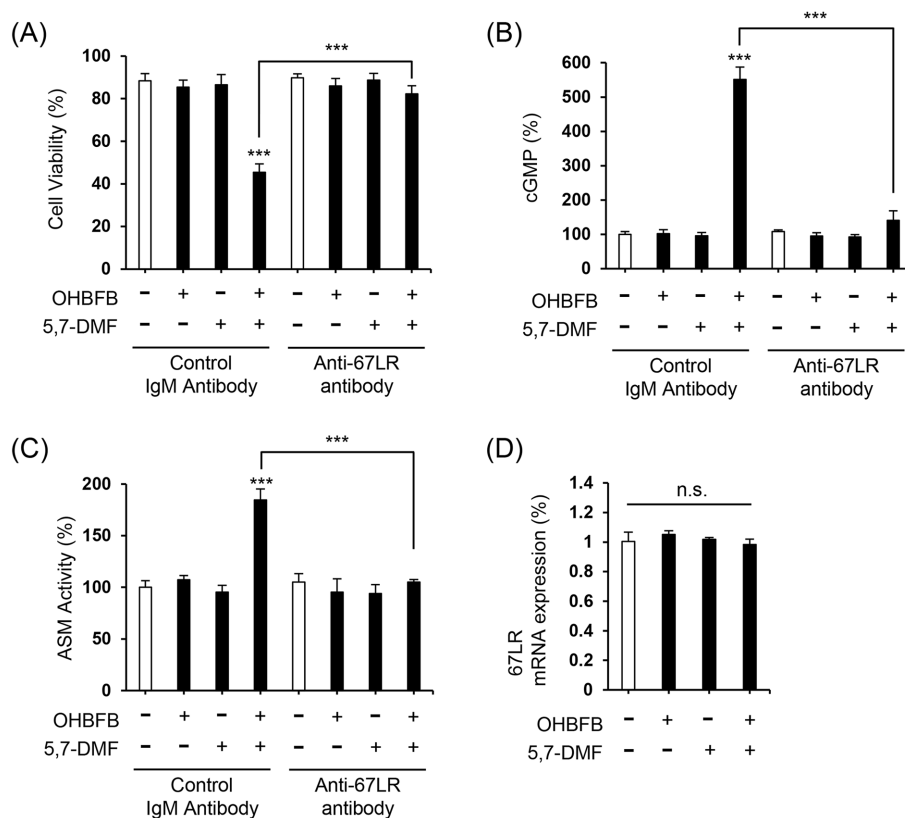 (A)
***
Cell Viability (%)
100
80
60
40
20
0
***
OHBFB − + − + − + − +
5,7-DMF − − + + − − + +
Control
IgM Antibody
Anti-67LR
antibody
(B)
***
cGMP (%)
600
500
400
300
200
100
0
***
OHBFB − + − + − + − +
5,7-DMF − − + + − − + +
Control
IgM Antibody
Anti-67LR
antibody
(C)
***
ASM Activity (%)
200
150
100
50
0
***
OHBFB − + − + − + − +
5,7-DMF − − + + − − + +
Control
IgM Antibody
Anti-67LR
antibody
(D)
67LR
mRNA expression (%)
1.4
1.2
1
0.8
0.6
0.4
0.2
0
n.s.
OHBFB − + − +
5,7-DMF − − + +